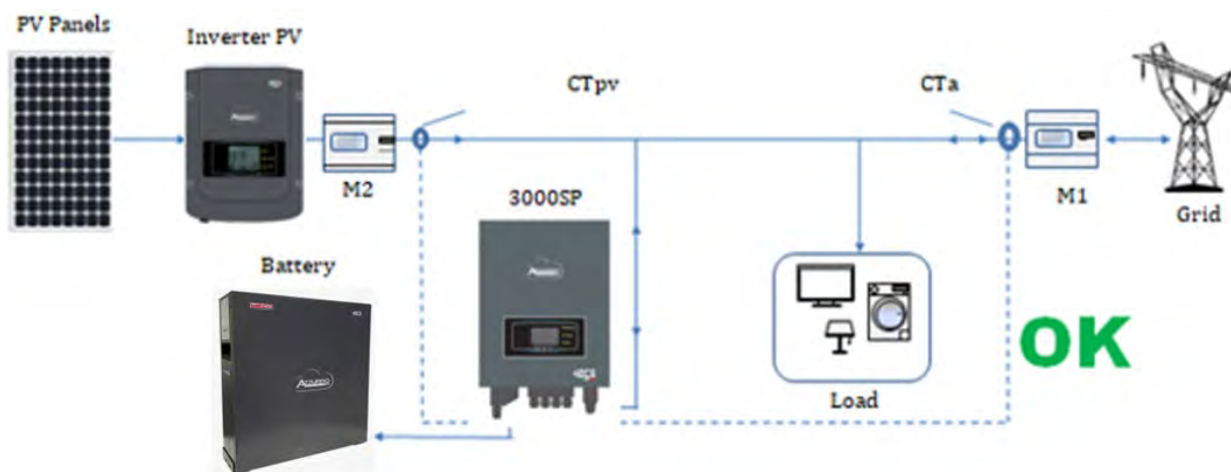 PV Panels
Inverter PV
CTpv
CTa
M2
M1
3000SP
Grid
Battery
OK
Load